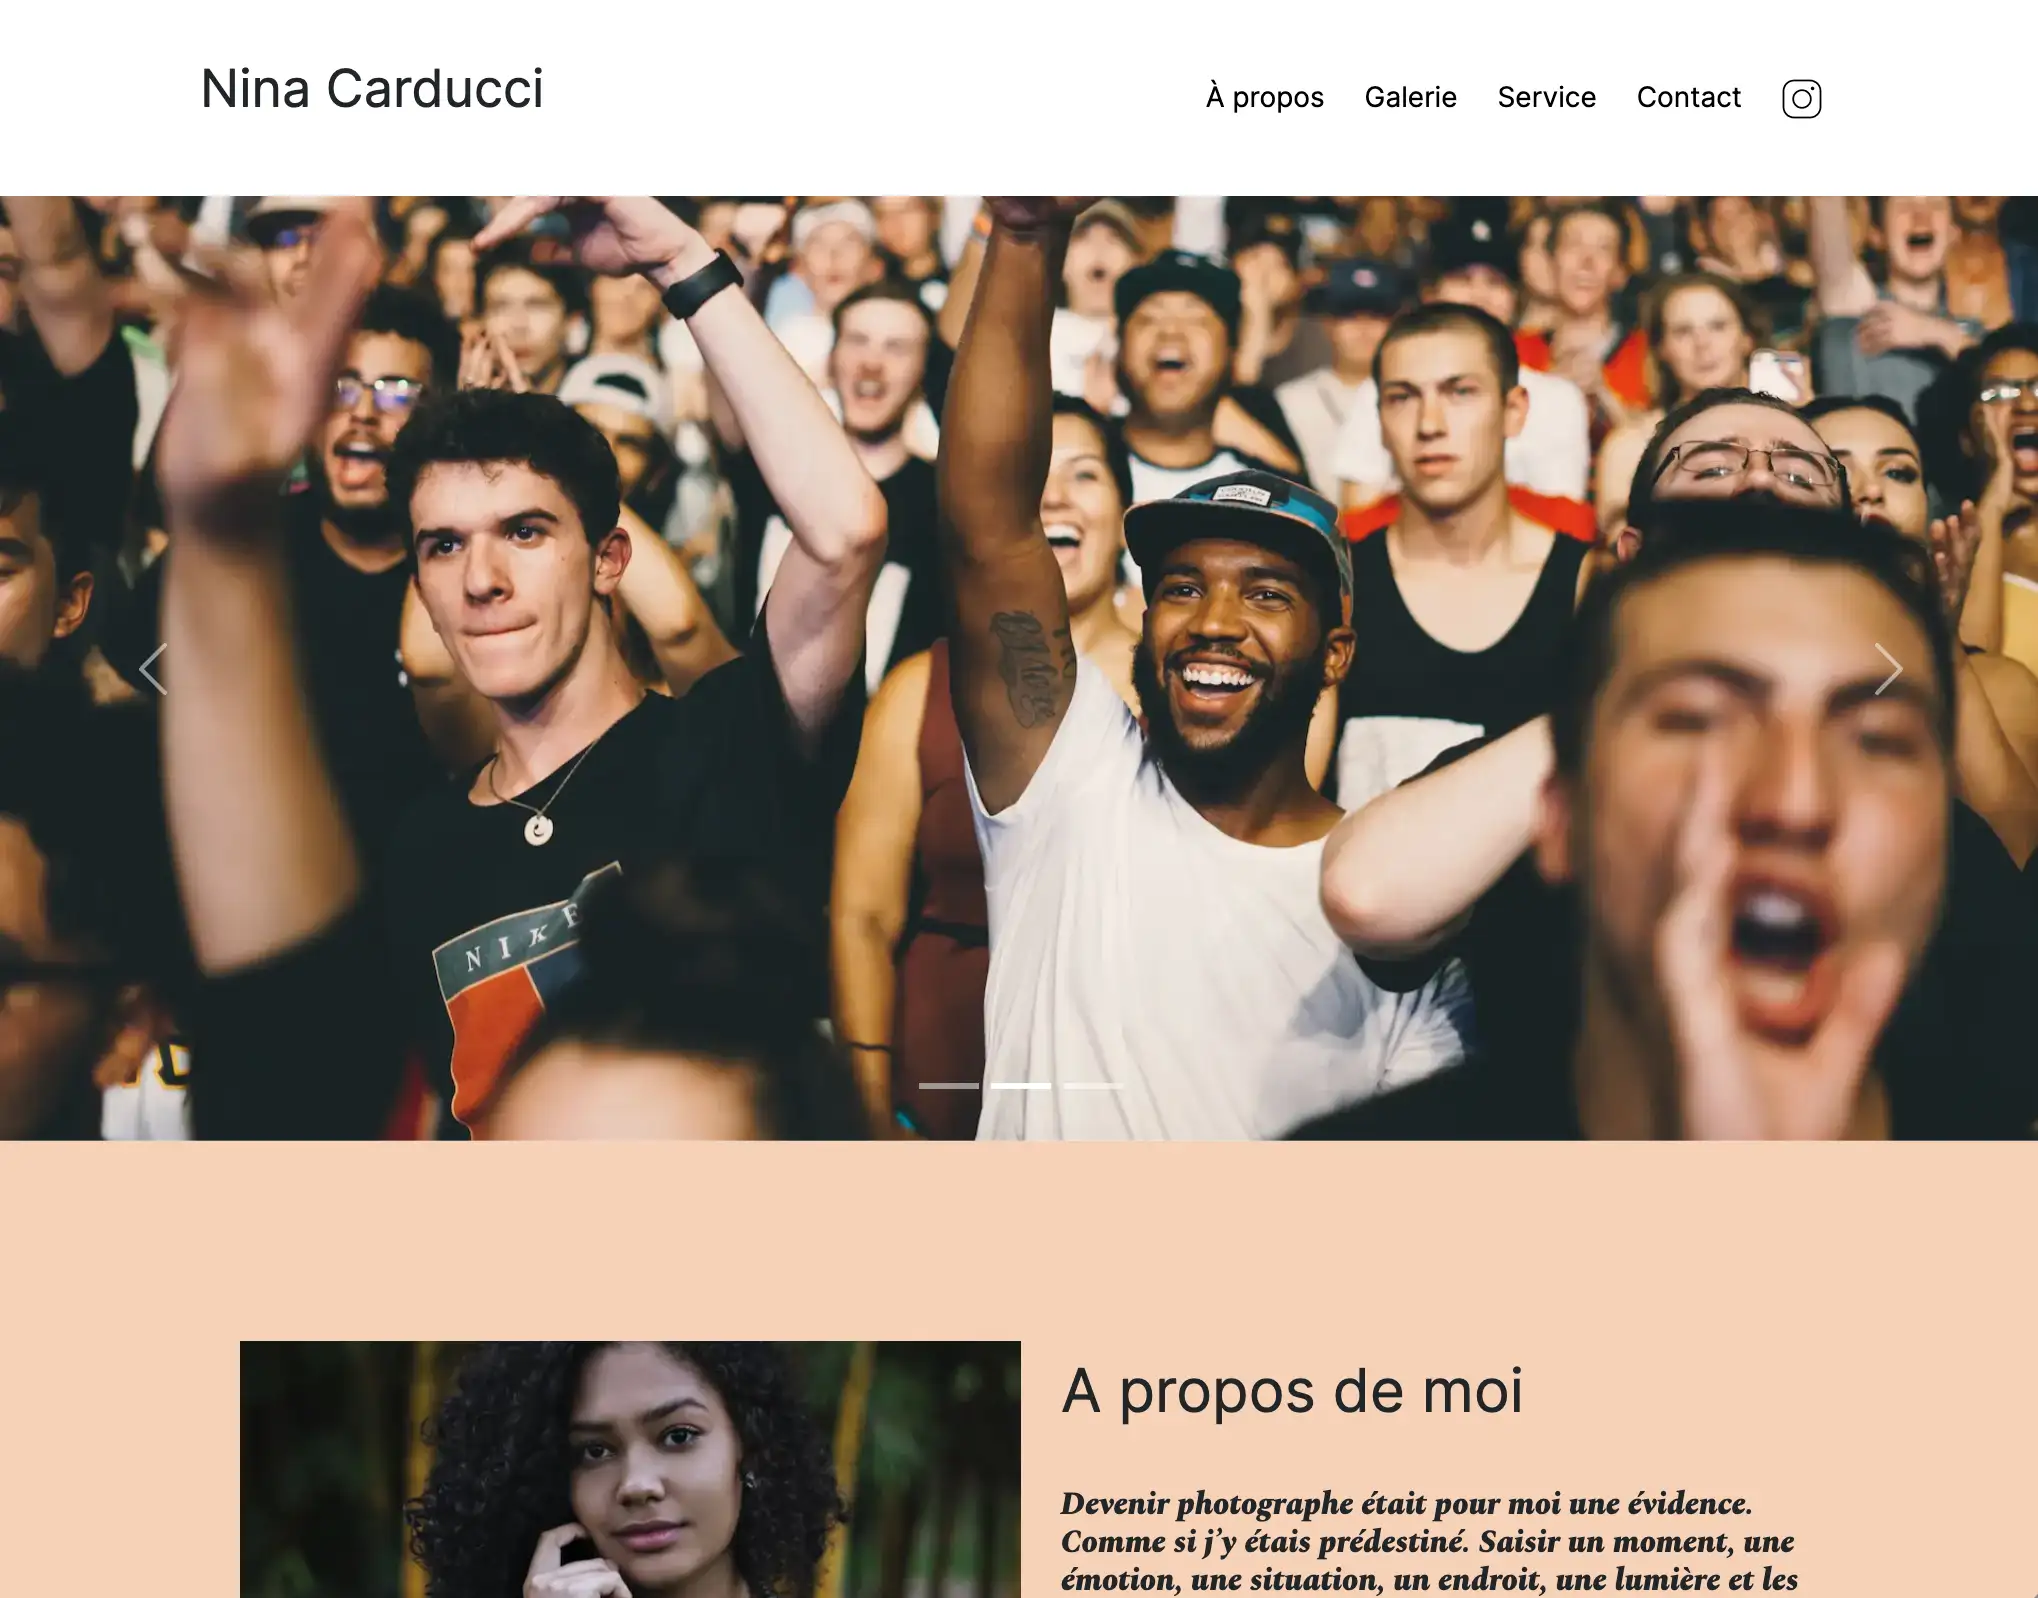 Nina Carducci
À propos Galerie Service Contact
NIKE
A propos de moi
Devenir photographe était pour moi une évidence.
Comme si j’y étais prédestiné. Saisir un moment, une
émotion, une situation, un endroit, une lumière et les